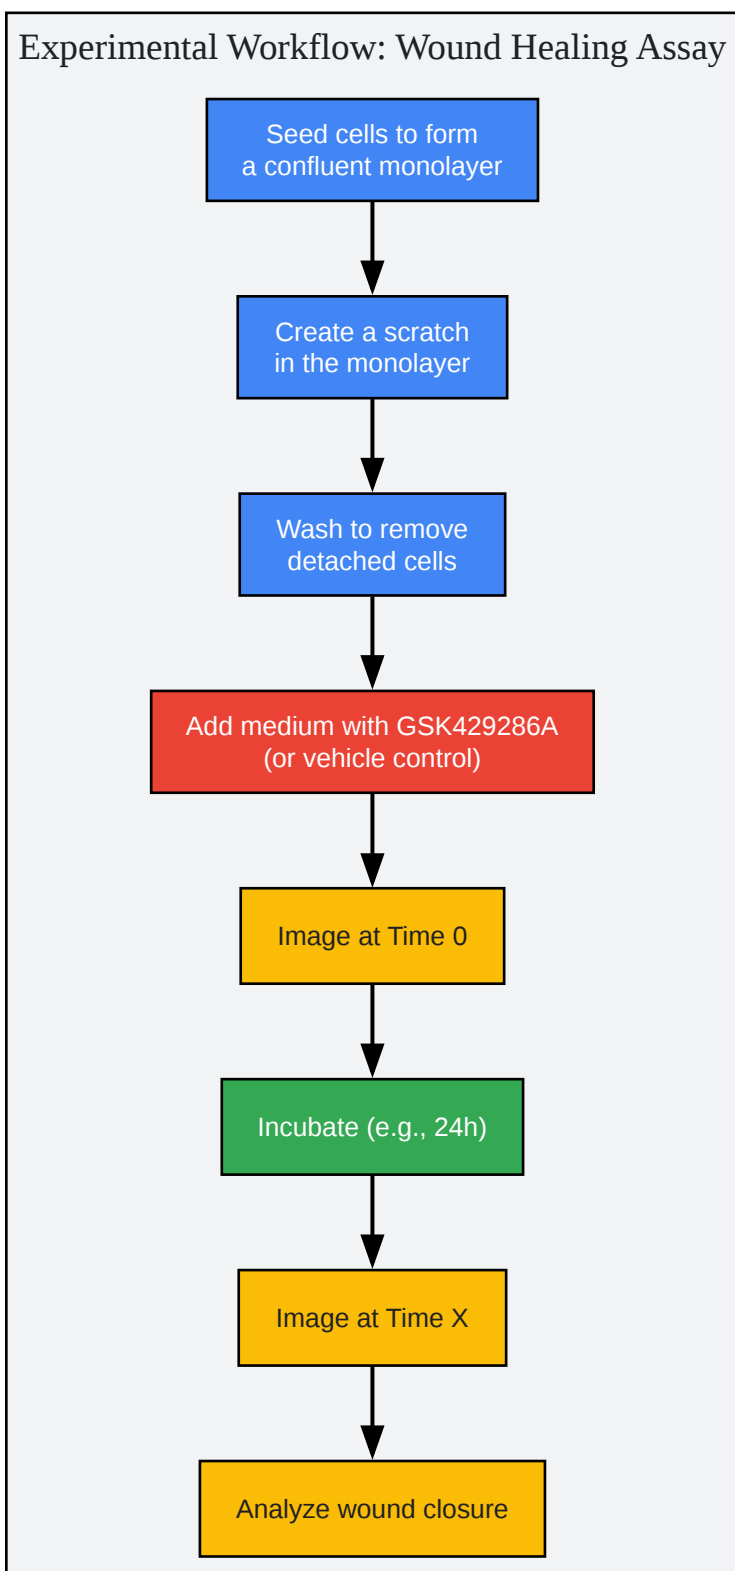 Experimental Workflow: Wound Healing Assay
Seed cells to form
a confluent monolayer
Create a scratch
in the monolayer
Wash to remove
detached cells
Add medium with GSK429286A
(or vehicle control)
Image at Time 0
Incubate (e.g., 24h)
Image at Time X
Analyze wound closure